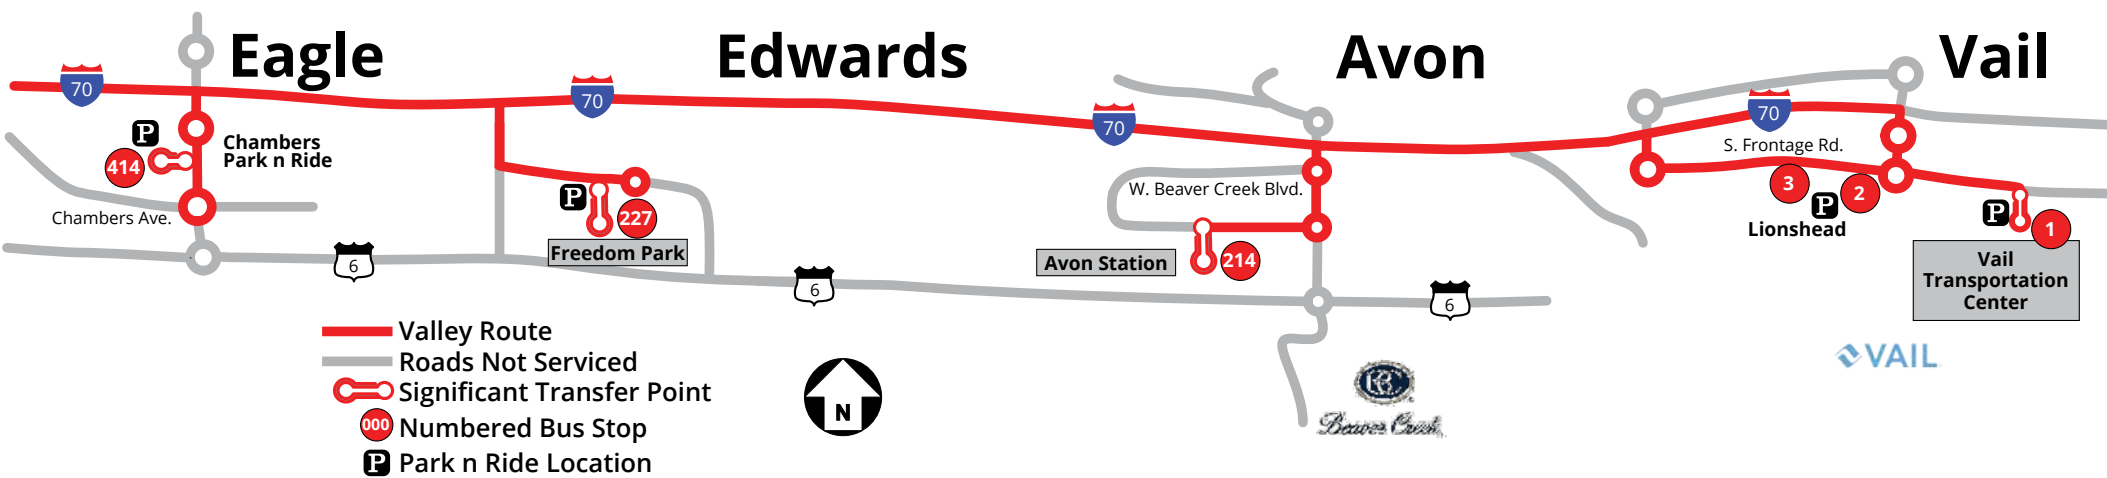 Eagle
Edwards
Avon
Vail
70
70
70
70
P
414
Chambers
Park n Ride
Chambers Ave.
6
P
227
Freedom Park
6
W. Beaver Creek Blvd.
Avon Station
214
6
S. Frontage Rd.
3
2
P
Lionshead
P
1
Vail
Transportation
Center
Valley Route
Roads Not Serviced
Significant Transfer Point
000 Numbered Bus Stop
P Park n Ride Location
N
BC
Beaver Creek
VAIL